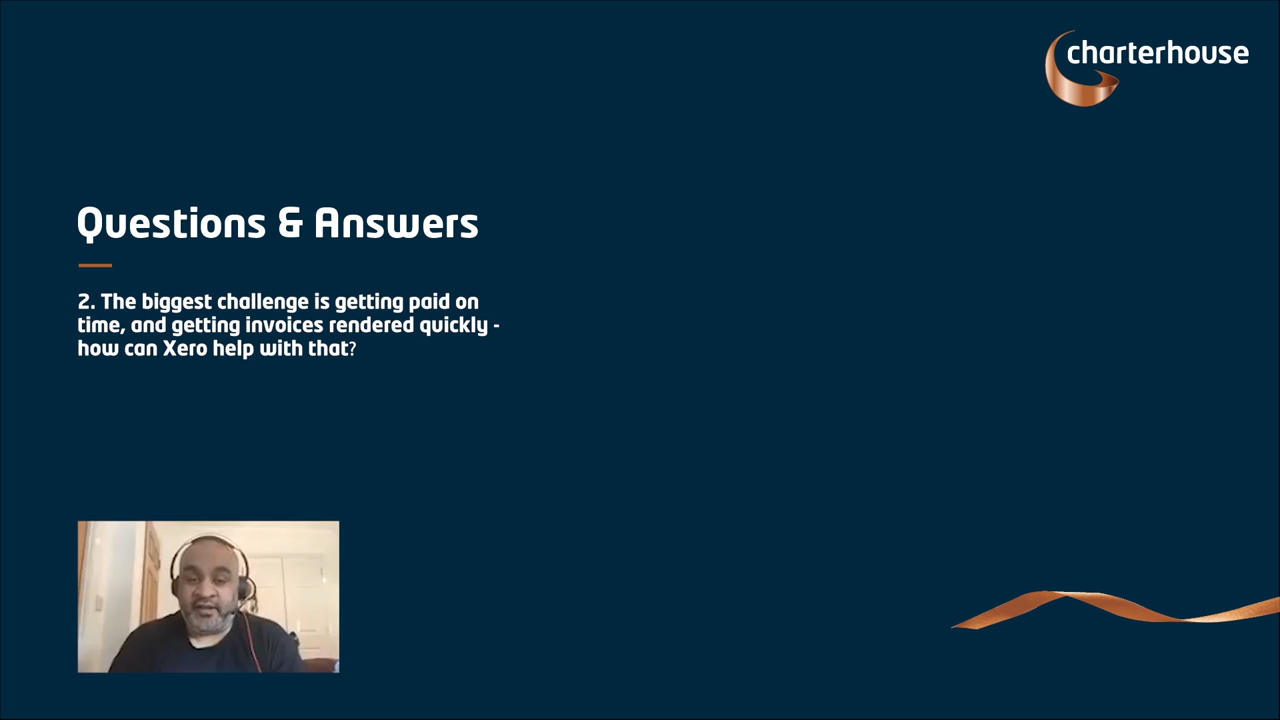 charterhouse
Questions & Answers
2. The biggest challenge is getting paid on
time, and getting invoices rendered quickly -
how can Xero help with that?